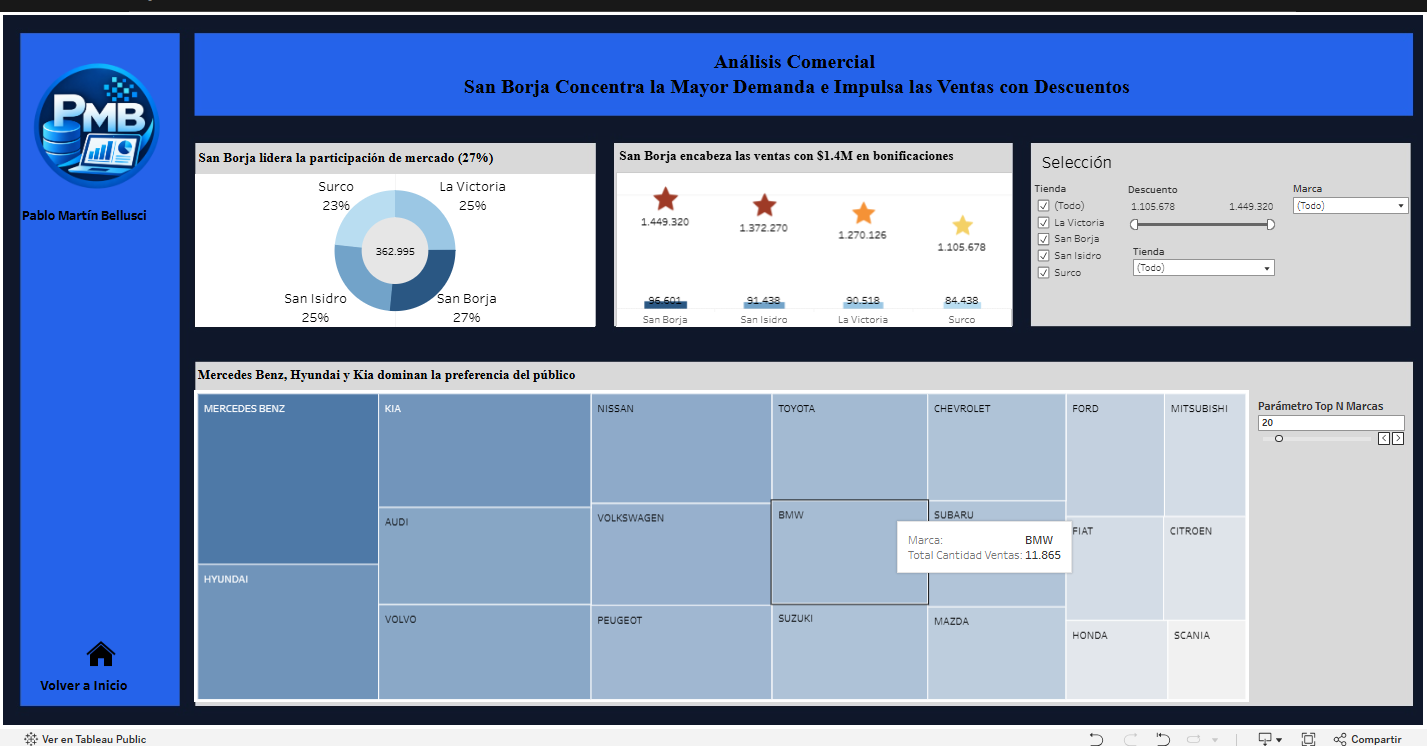 PMB
Pablo Martín Bellusci
Volver a Inicio
Análisis Comercial
San Borja Concentra la Mayor Demanda e Impulsa las Ventas con Descuentos
San Borja lidera la participación de mercado (27%)
Surco
23%
La Victoria
25%
362.995
San Isidro
25%
San Borja
27%
San Borja encabeza las ventas con $1.4M en bonificaciones
1.449.320
1.372.270
1.270.126
1.105.678
96.601
91.438
90.518
84.438
San Borja
San Isidro
La Victoria
Surco
Selección
Tienda
(Todo)
La Victoria
San Borja
San Isidro
Surco
Descuento
1.105.678
1.449.320
Tienda
(Todo)
Marca
(Todo)
Mercedes Benz, Hyundai y Kia dominan la preferencia del público
MERCEDES BENZ
HYUNDAI
KIA
AUDI
VOLVO
NISSAN
VOLKSWAGEN
PEUGEOT
TOYOTA
BMW
SUZUKI
CHEVROLET
SUBARU
MAZDA
FORD
FIAT
HONDA
MITSUBISHI
CITROEN
SCANIA
Marca: BMW
Total Cantidad Ventas: 11.865
Parámetro Top N Marcas
20
Ver en Tableau Public
Compartir